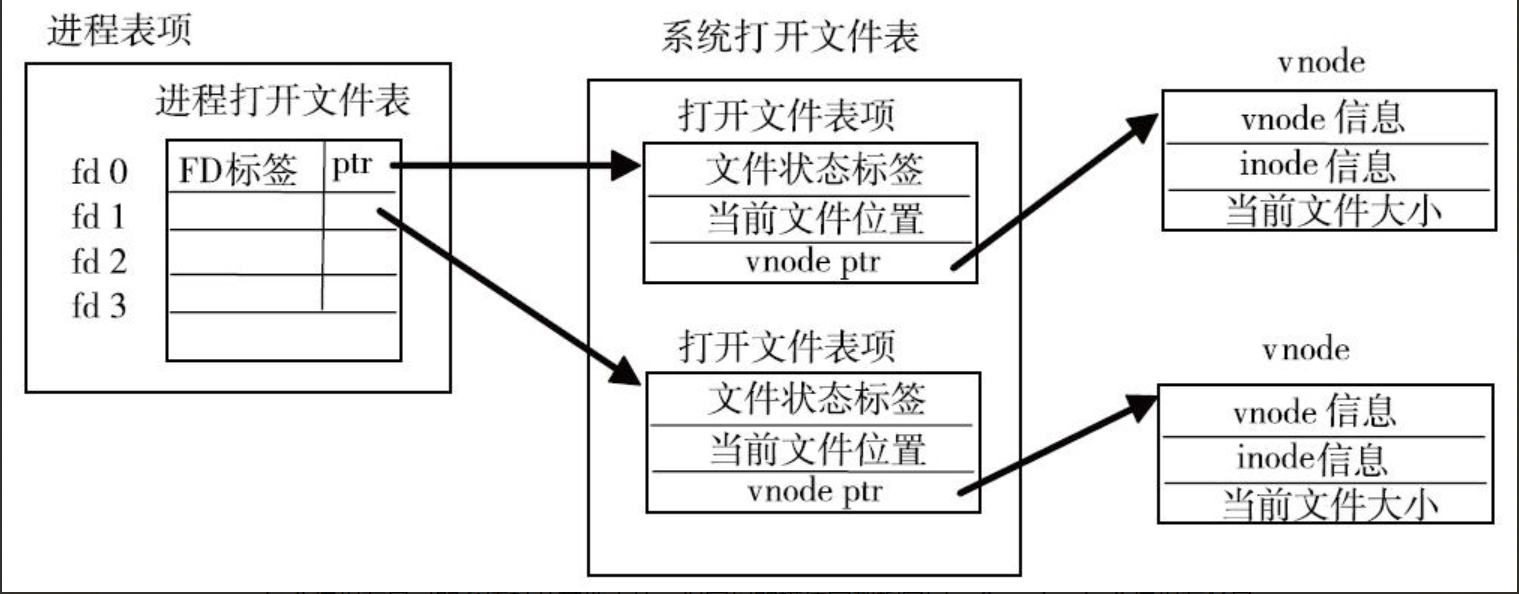 进程表项
进程打开文件表
fd 0
FD标签
ptr
fd 1
fd 2
fd 3
系统打开文件表
打开文件表项
文件状态标签
当前文件位置
vnode ptr
打开文件表项
文件状态标签
当前文件位置
vnode ptr
vnode
vnode 信息
inode 信息
当前文件大小
vnode
vnode 信息
inode信息
当前文件大小